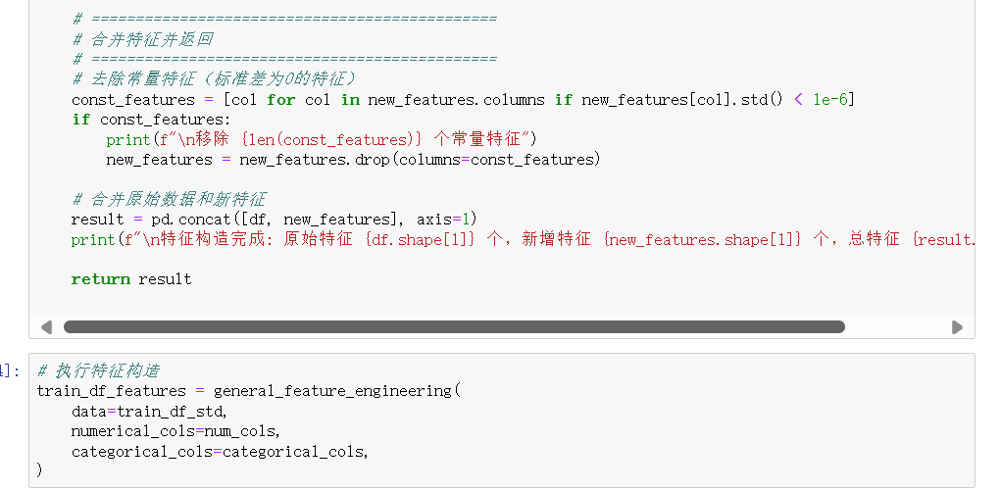 # ==============================================
# 合并特征并返回
# ==============================================
# 去除常量特征（标准差为0的特征）
const_features = [col for col in new_features.columns if new_features[col].std() < 1e-6]
if const_features:
    print(f"\n移除 {len(const_features)} 个常量特征")
    new_features = new_features.drop(columns=const_features)
# 合并原始数据和新特征
result = pd.concat([df, new_features], axis=1)
print(f"\n特征构造完成: 原始特征 {df.shape[1]} 个, 新增特征 {new_features.shape[1]} 个, 总特征 {result.
return result
4]:
# 执行特征构造
train_df_features = general_feature_engineering(
    data=train_df_std,
    numerical_cols=num_cols,
    categorical_cols=categorical_cols,
)